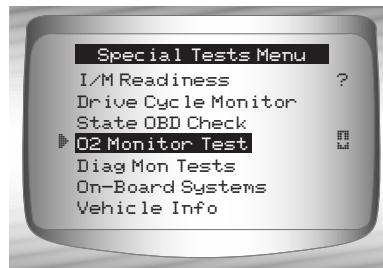 Special Tests Menu
I/M Readiness ?
Drive Cycle Monitor
State OBD Check
O2 Monitor Test
Diag Mon Tests
On-Board Systems
Vehicle Info